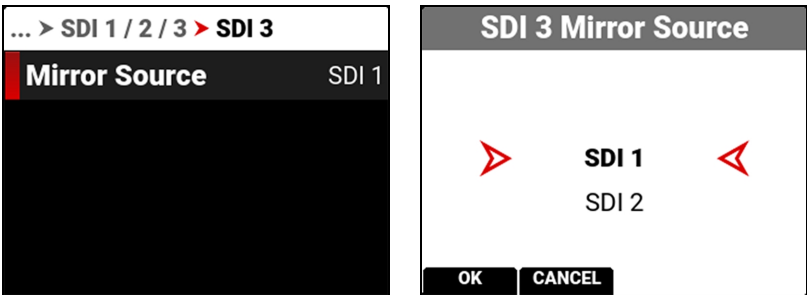 ... > SDI 1 / 2 / 3 > SDI 3
Mirror Source SDI 1
SDI 3 Mirror Source
SDI 1
SDI 2
OK CANCEL